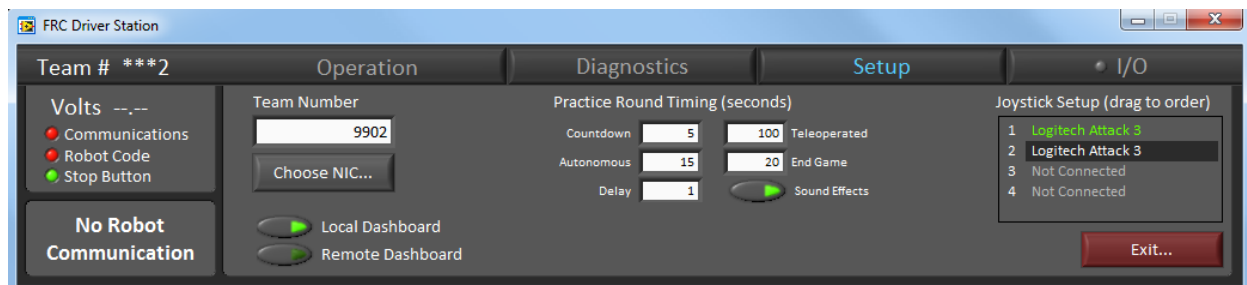 FRC Driver Station
Team # ***2
Operation
Diagnostics
Setup
I/O
Volts --.--
Communications
Robot Code
Stop Button
No Robot
Communication
Team Number
9902
Choose NIC...
Local Dashboard
Remote Dashboard
Practice Round Timing (seconds)
Countdown 5 100 Teleoperated
Autonomous 15 20 End Game
Delay 1 Sound Effects
Joystick Setup (drag to order)
1 Logitech Attack 3
2 Logitech Attack 3
3 Not Connected
4 Not Connected
Exit...